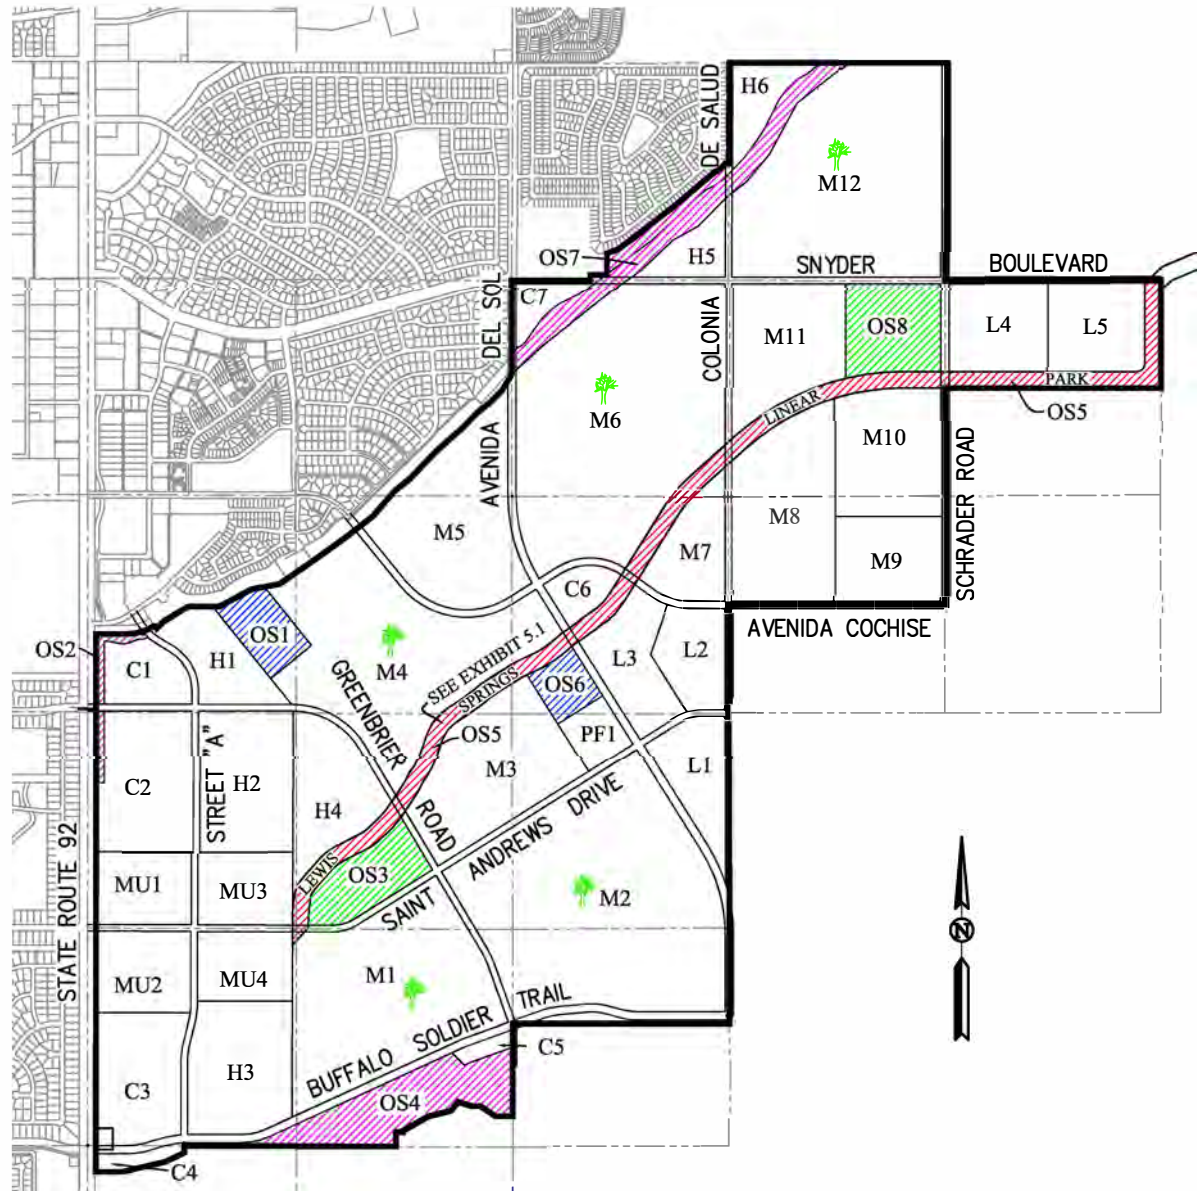 DE SALUD
H6
M12
OS7
H5
SNYDER
BOULEVARD
C7
DEL SOL
COLONIA
M11
OS8
L4
L5
AVENIDA
M6
LINEAR
PARK
OS5
M10
SCHRADER ROAD
M5
M8
M7
M9
C6
AVENIDA COCHISE
OS1
OS2
C1
H1
M4
GREENBRIER
ROAD
SEE EXHIBIT 5.1
SPRINGS
L3
L2
OS6
PF1
OS5
M3
L1
STREET "A"
C2
H2
H4
SAINT
ANDREWS
DRIVE
STATE ROUTE 92
MU1
MU3
LEWIS
OS3
M2
N
MU2
MU4
M1
BUFFALO
SOLDIER
TRAIL
C5
C3
H3
OS4
C4